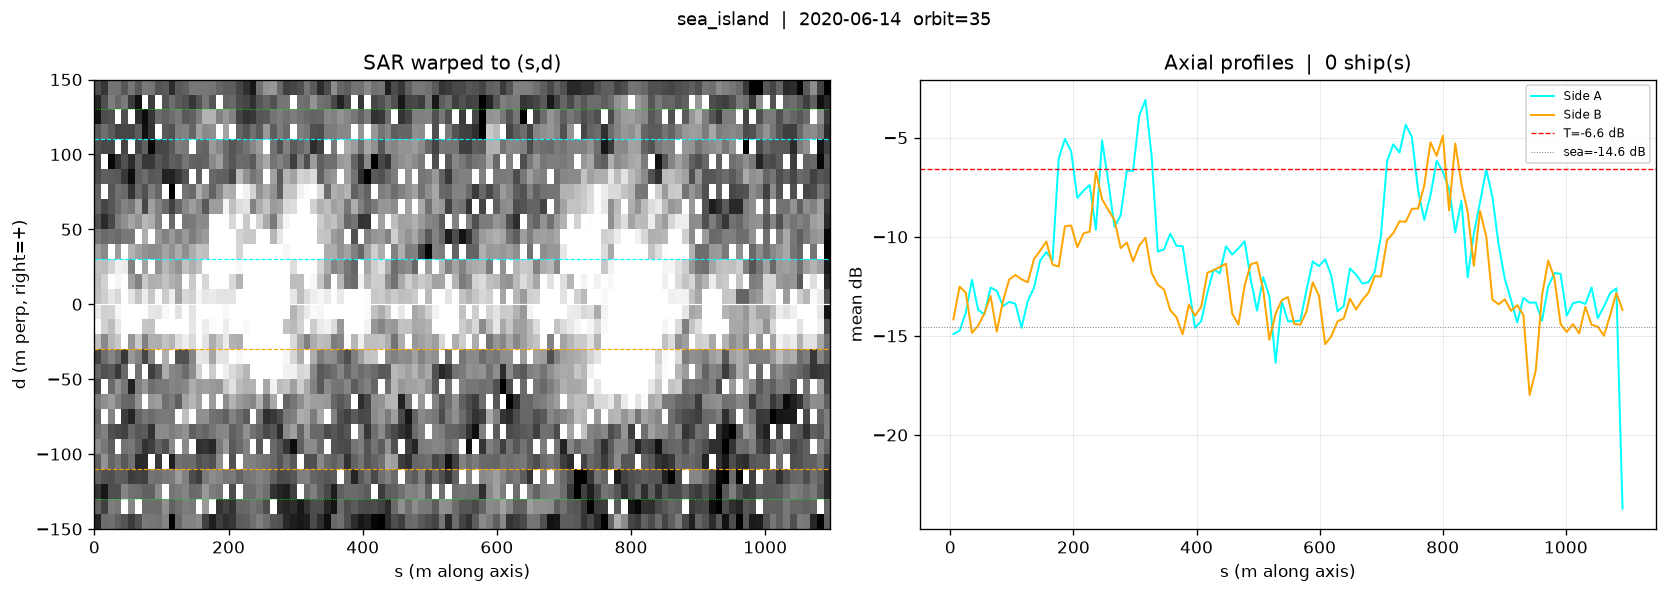 sea_island  |  2020-06-14  orbit=35
SAR warped to (s,d)
150
100
50
0
−50
−100
−150
d (m perp, right=+)
0
200
400
600
800
1000
s (m along axis)
Axial profiles  |  0 ship(s)
−5
−10
−15
−20
mean dB
0
200
400
600
800
1000
s (m along axis)
Side A
Side B
T=-6.6 dB
sea=-14.6 dB